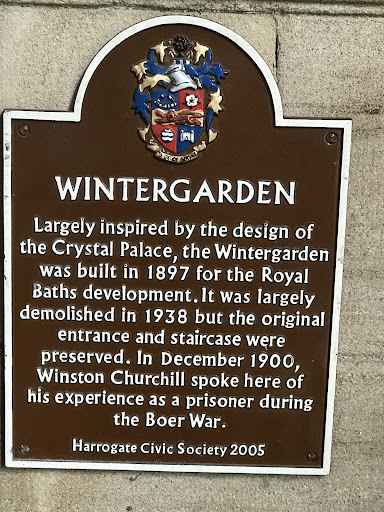 WINTERGARDEN
Largely inspired by the design of
the Crystal Palace, the Wintergarden
was built in 1897 for the Royal
Baths development. It was largely
demolished in 1938 but the original
entrance and staircase were
preserved. In December 1900,
Winston Churchill spoke here of
his experience as a prisoner during
the Boer War.
Harrogate Civic Society 2005